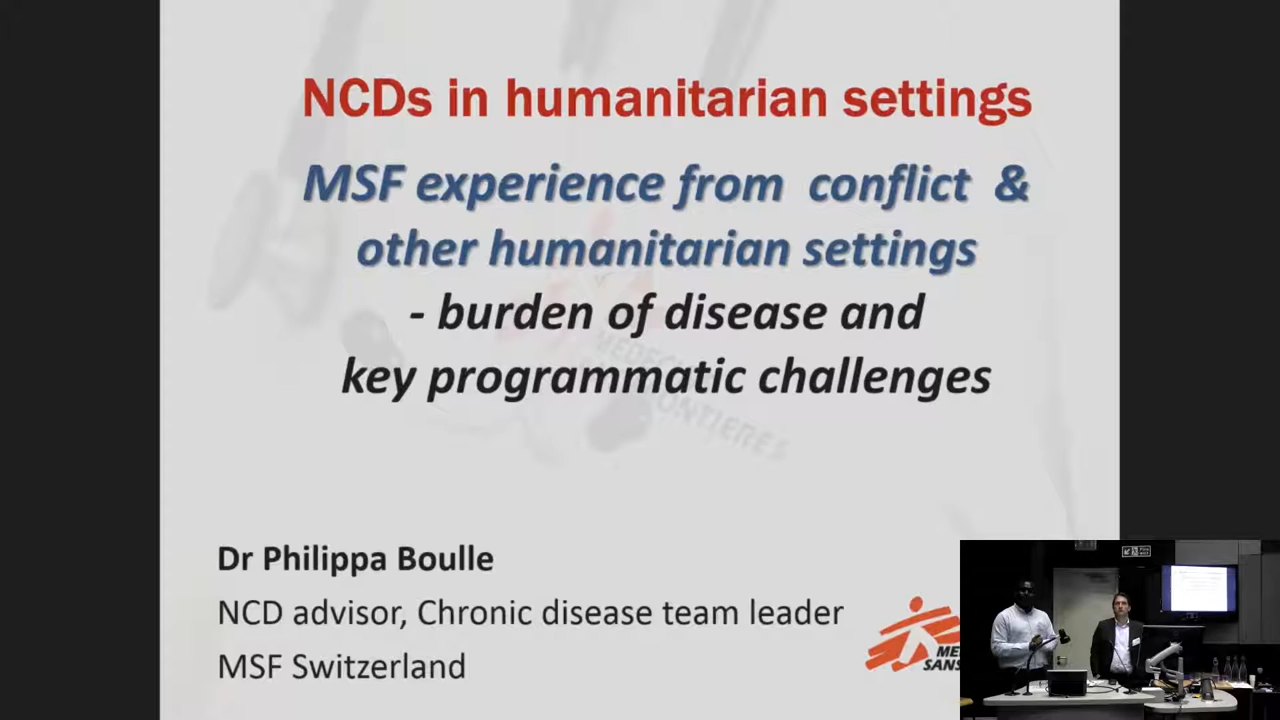 NCDs in humanitarian settings
MSF experience from conflict &
other humanitarian settings
- burden of disease and
key programmatic challenges
Dr Philippa Boulle
NCD advisor, Chronic disease team leader
MSF Switzerland